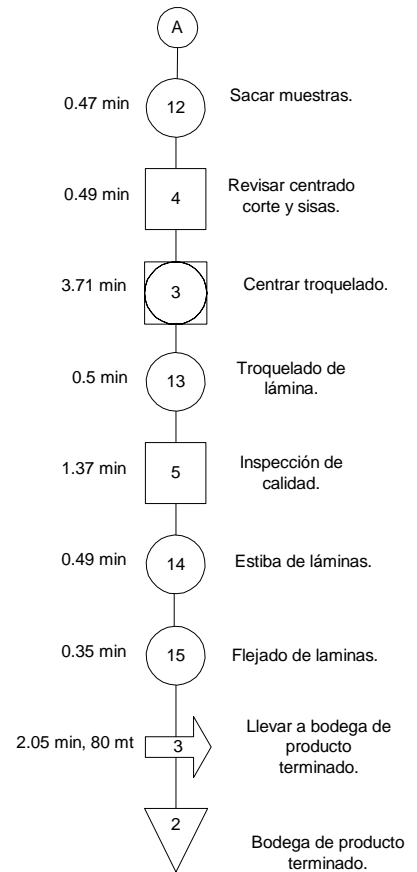 A
0.47 min
12
Sacar muestras.
0.49 min
4
Revisar centrado
corte y sisas.
3.71 min
3
Centrar troquelado.
0.5 min
13
Troquelado de
lámina.
1.37 min
5
Inspección de
calidad.
0.49 min
14
Estiba de láminas.
0.35 min
15
Flejado de laminas.
2.05 min, 80 mt
3
Llevar a bodega de
producto
terminado.
2
Bodega de producto
terminado.